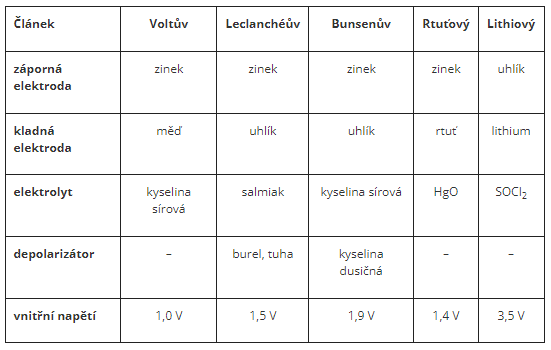 Článek Voltův Leclanchéův Bunsenův Rtuťový Lithiový
záporná elektroda zinek zinek zinek zinek uhlík
kladná elektroda měď uhlík uhlík rtuť lithium
elektrolyt kyselina sírová salmiak kyselina sírová HgO SOCl₂
depolarizátor – burel, tuha kyselina dusičná – –
vnitřní napětí 1,0 V 1,5 V 1,9 V 1,4 V 3,5 V